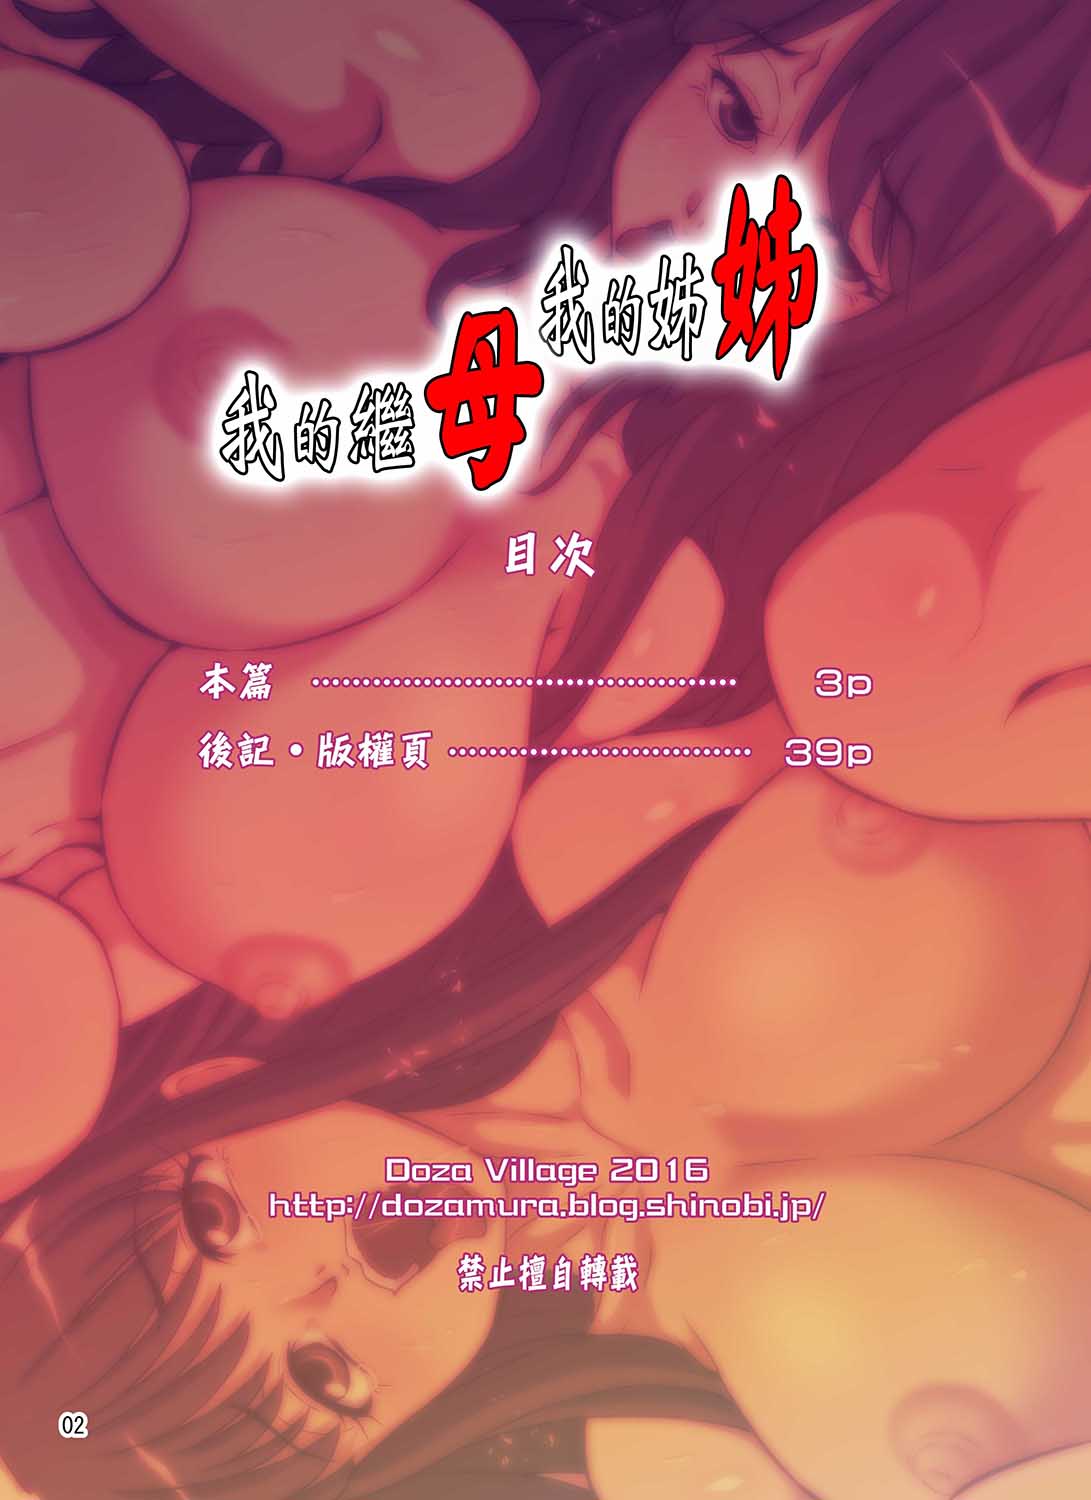 我的繼母
我的姊姊
目次
本篇 ………………………………………… 3p
後記・版權頁 …………………………… 39p
Doza Village 2016
http://dozamura.blog.shinobi.jp/
禁止擅自轉載
02